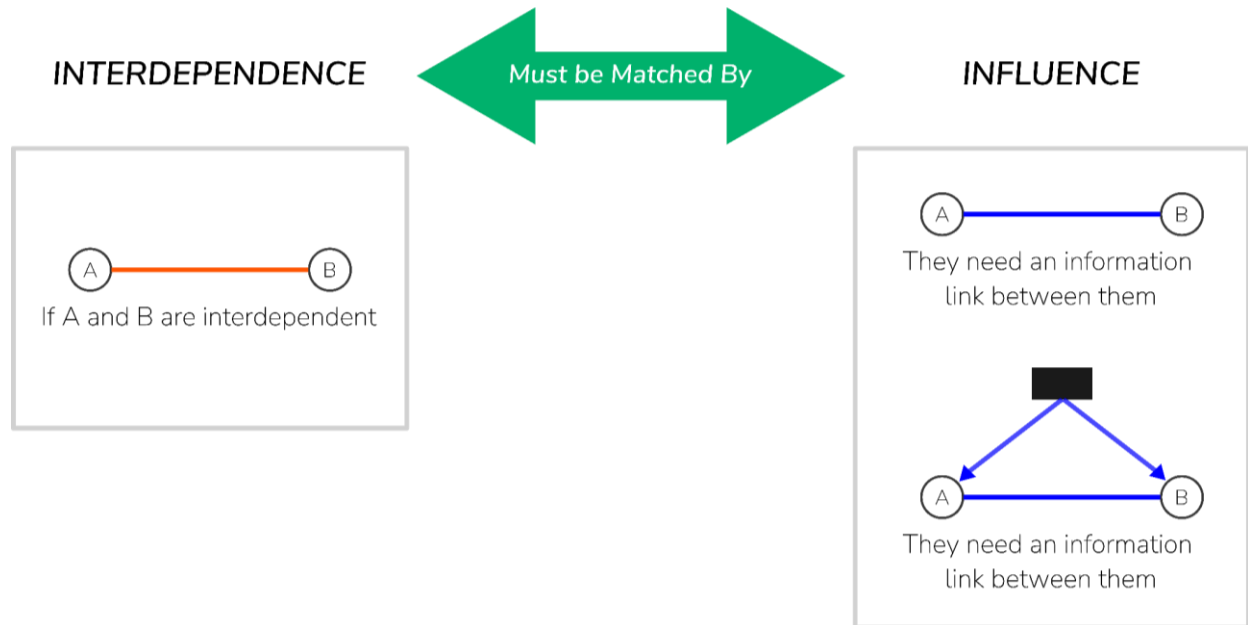 INTERDEPENDENCE
Must be Matched By
INFLUENCE
A
B
If A and B are interdependent
A
B
They need an information
link between them
A
B
They need an information
link between them